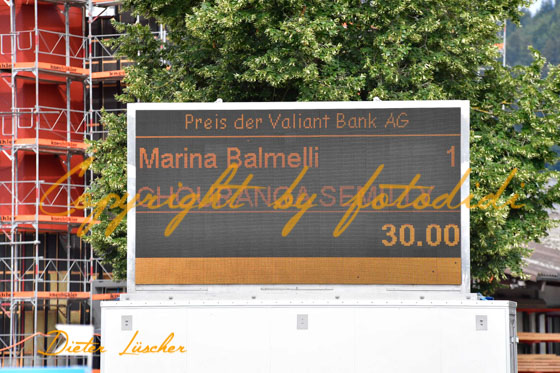 Preis der Valiant Bank AG
Marina Balmelli 1
30.00
Copyright by fotodidi
Dieter Lüscher